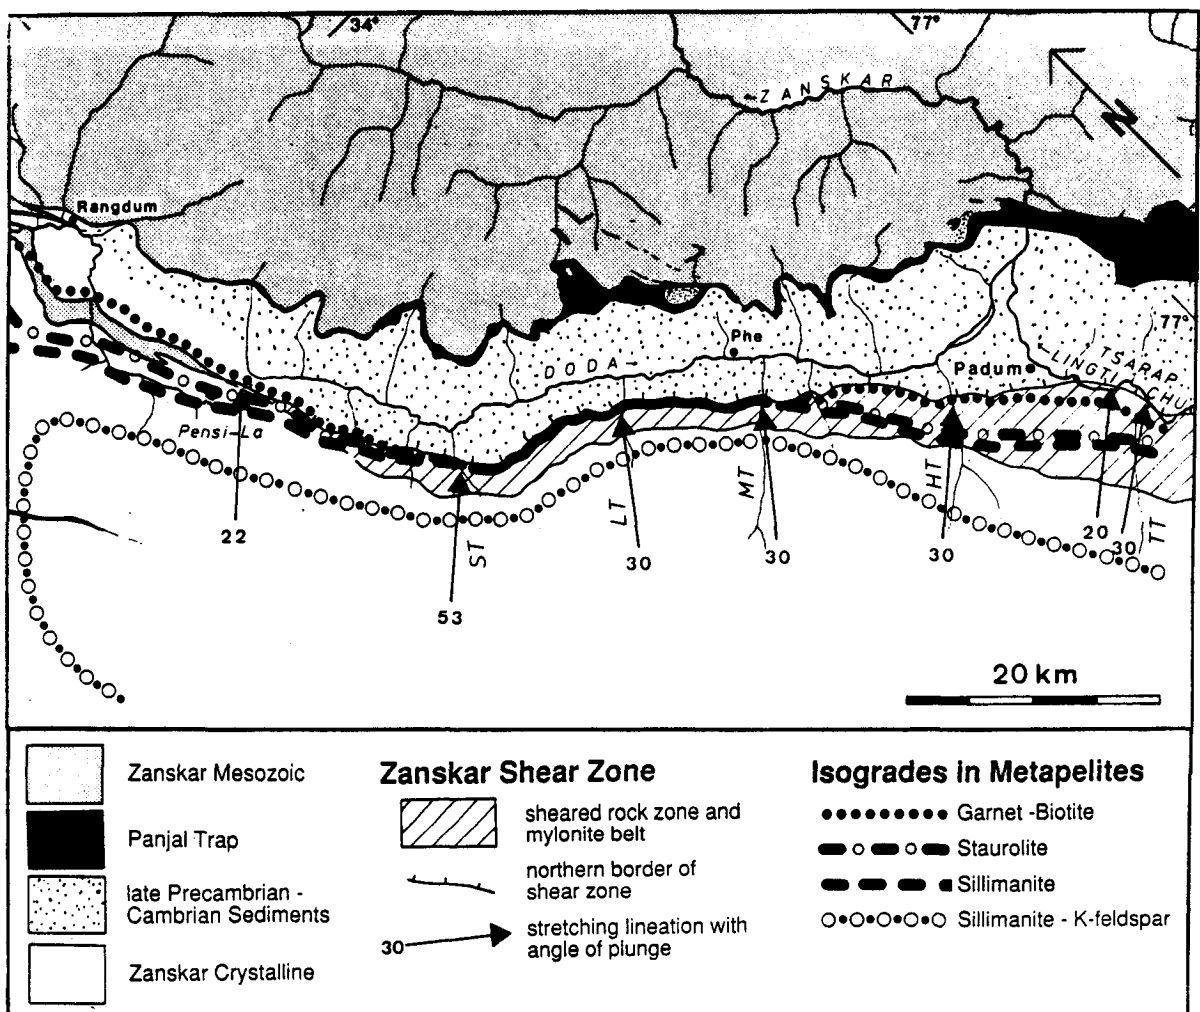 34°
77°
ZANSKAR
N
Rangdum
77°
Phe
DODA
Padum
TSARAP
LINGTI CHU
Pensi-La
ST
LT
MT
HT
TT
22
53
30
30
30
20
30
20 km
Zanskar Mesozoic
Panjal Trap
late Precambrian -
Cambrian Sediments
Zanskar Crystalline
Zanskar Shear Zone
sheared rock zone and
mylonite belt
northern border of
shear zone
30
stretching lineation with
angle of plunge
Isogrades in Metapelites
Garnet -Biotite
Staurolite
Sillimanite
Sillimanite - K-feldspar